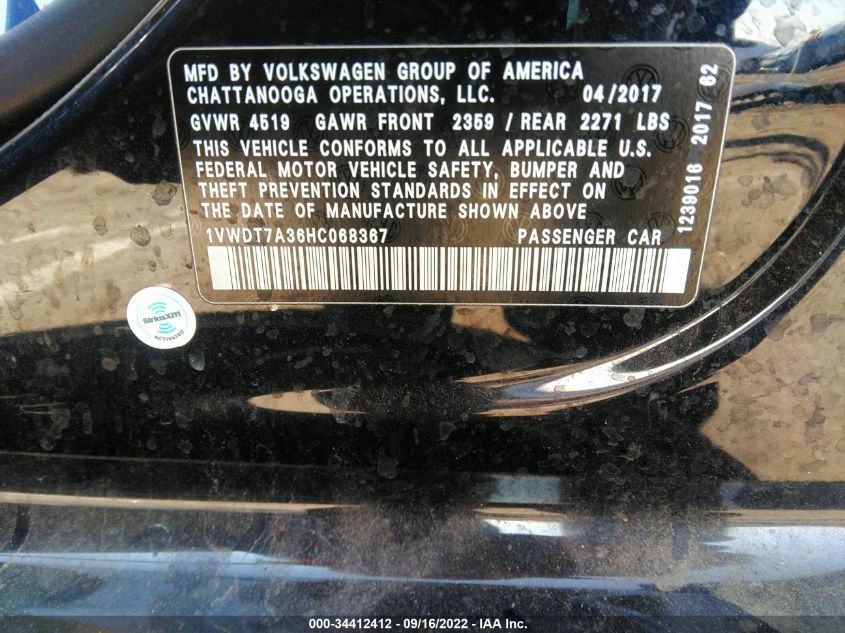 MFD BY VOLKSWAGEN GROUP OF AMERICA
CHATTANOOGA OPERATIONS, LLC. 04/2017
GVWR 4519 GAWR FRONT 2359 / REAR 2271 LBS
THIS VEHICLE CONFORMS TO ALL APPLICABLE U.S.
FEDERAL MOTOR VEHICLE SAFETY, BUMPER AND
THEFT PREVENTION STANDARDS IN EFFECT ON
THE DATE OF MANUFACTURE SHOWN ABOVE
1VWDT7A36HC068367 PASSENGER CAR
1239016 2017 62
SiriusXM
ACTIVATED
000-34412412 - 09/16/2022 - IAA Inc.